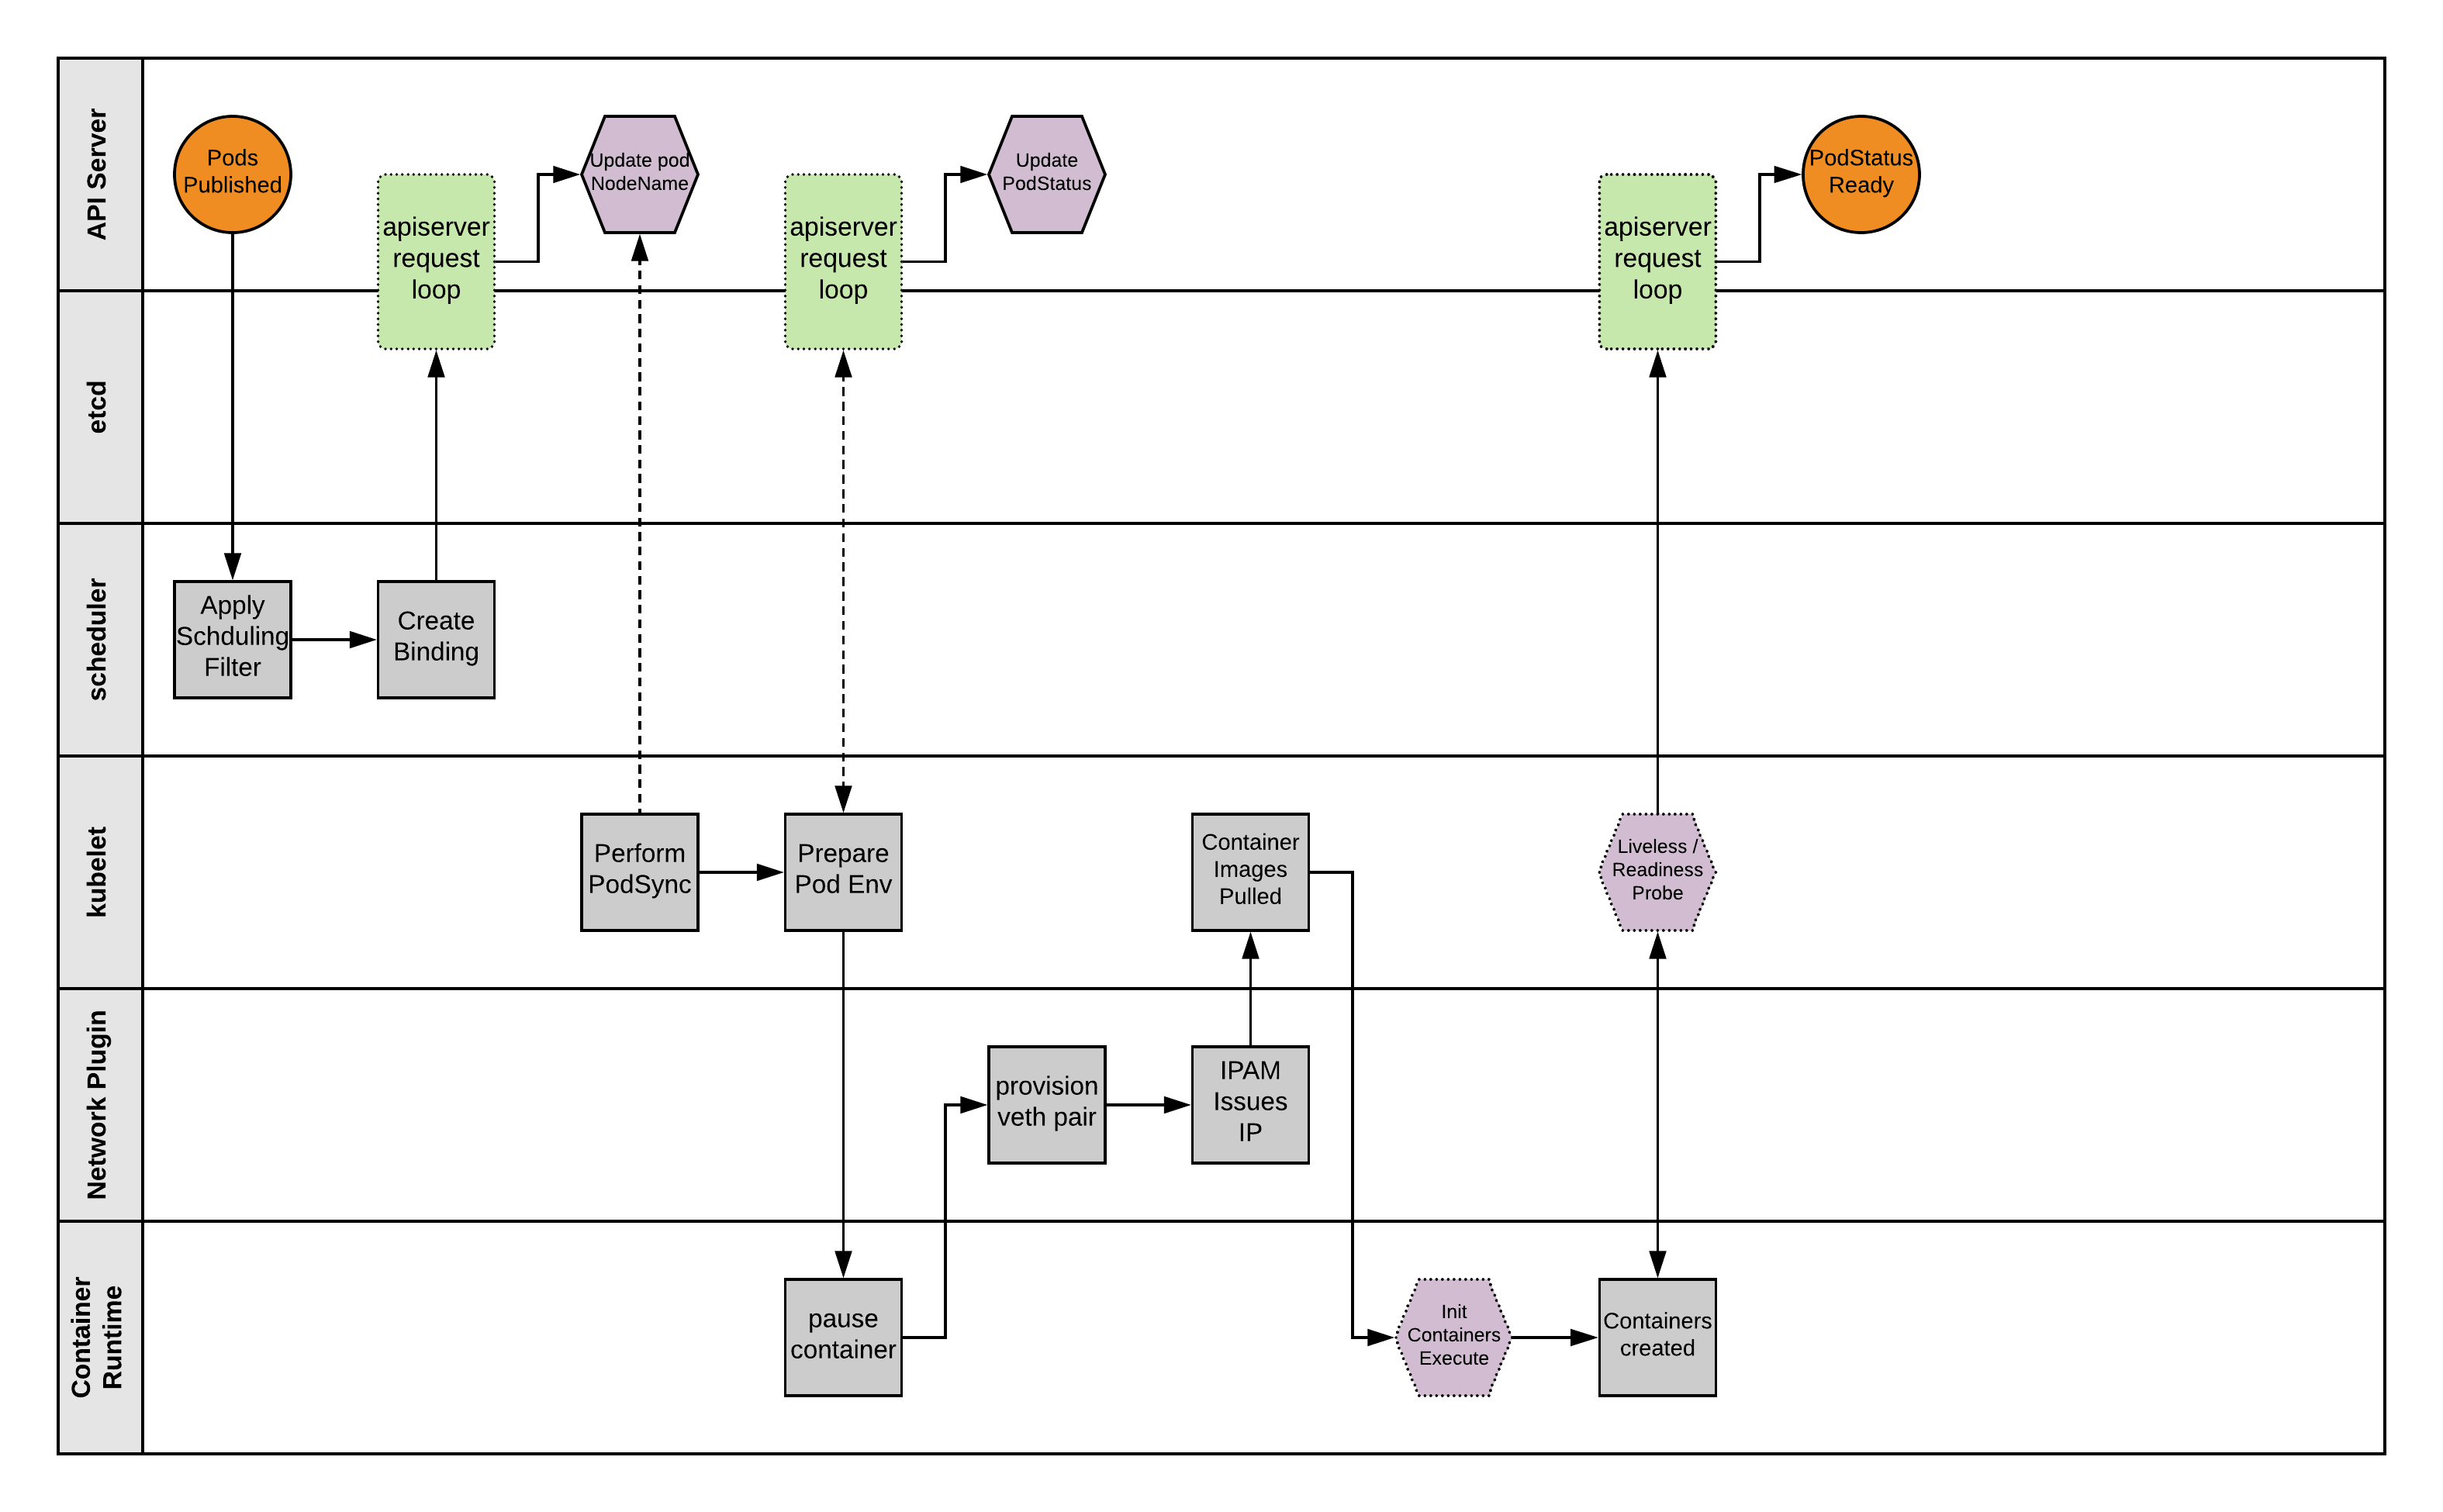 API Server
Pods
Published
apiserver
request
loop
Update pod
NodeName
apiserver
request
loop
Update
PodStatus
apiserver
request
loop
PodStatus
Ready
etcd
scheduler
Apply
Schduling
Filter
Create
Binding
kubelet
Perform
PodSync
Prepare
Pod Env
Container
Images
Pulled
Liveless /
Readiness
Probe
Network Plugin
provision
veth pair
IPAM
Issues
IP
Container
Runtime
pause
container
Init
Containers
Execute
Containers
created